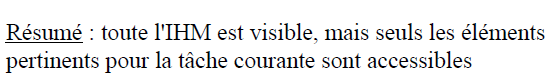 Résumé : toute l'IHM est visible, mais seuls les éléments
pertinents pour la tâche courante sont accessibles